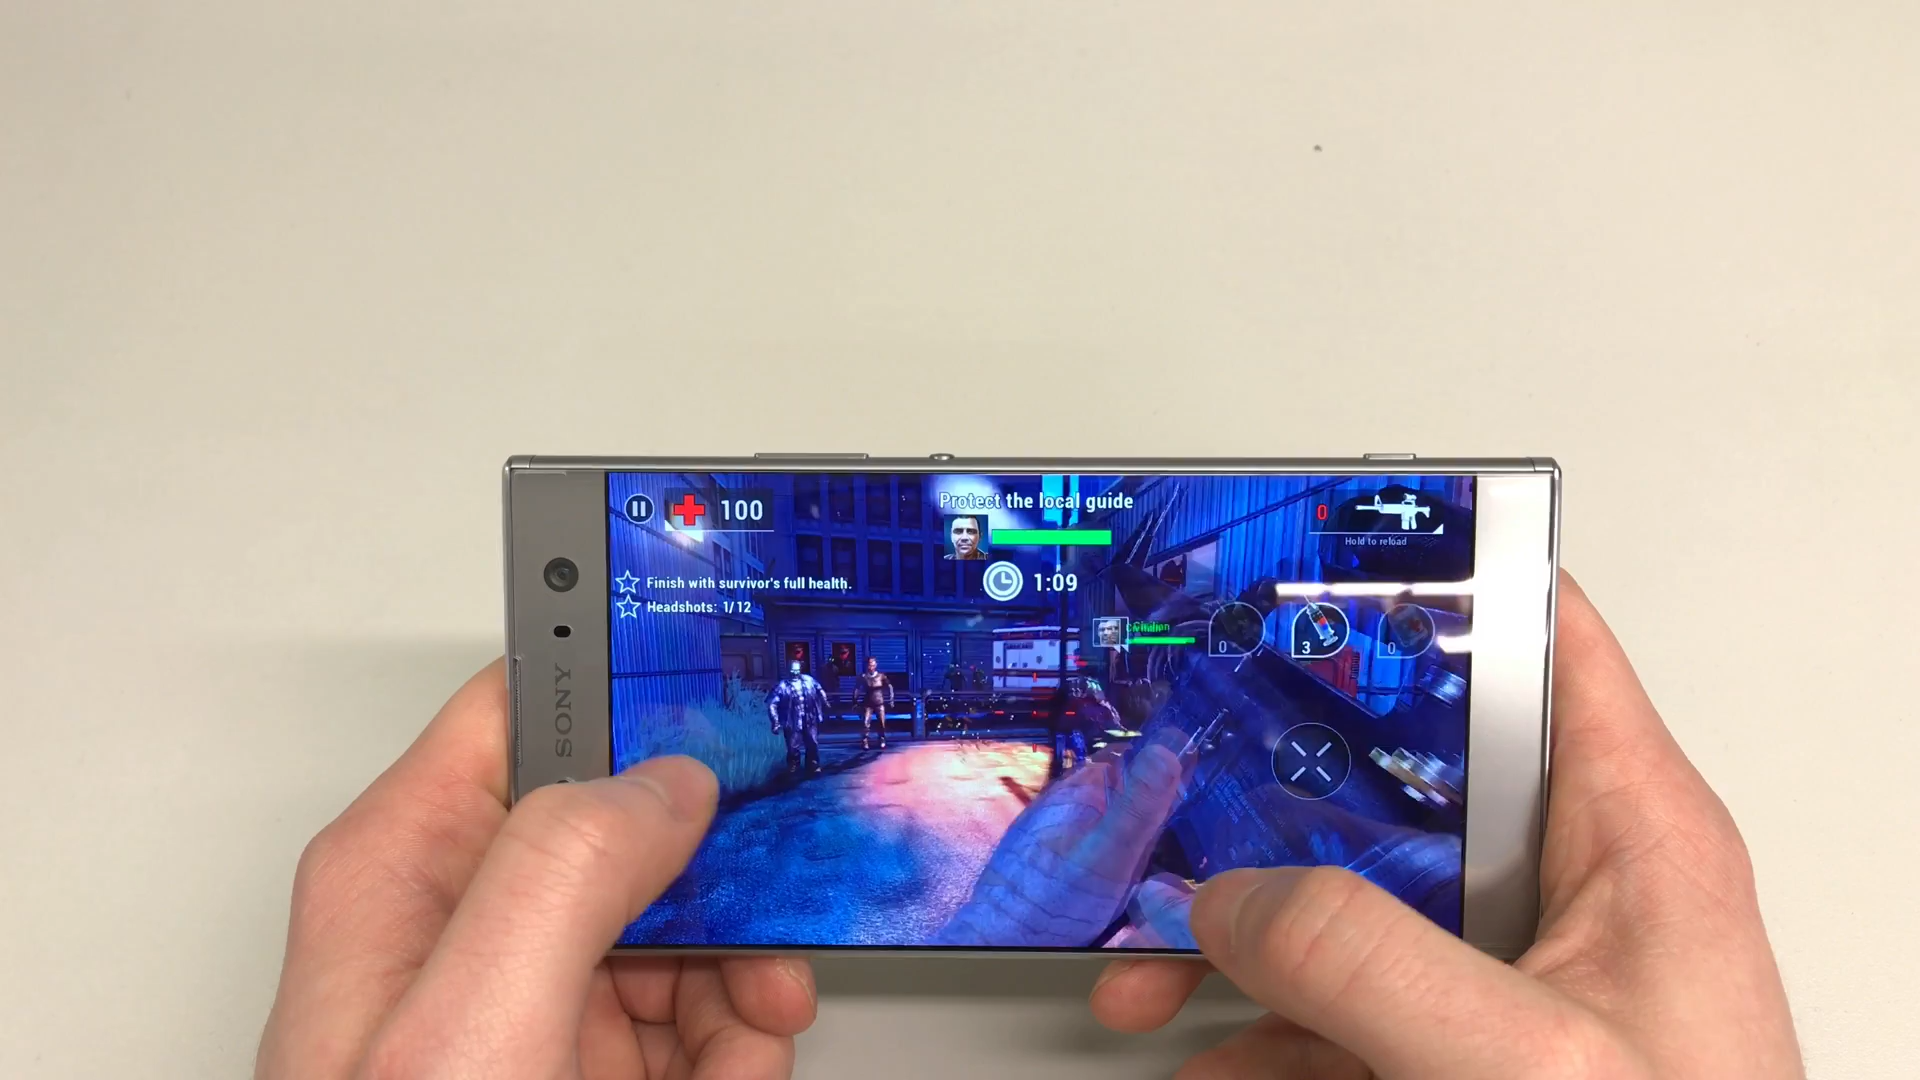 SONY
100
Protect the local guide
0
Hold to reload
Finish with survivor's full health.
1:09
Headshots: 1/12
Civilian
0
3
0